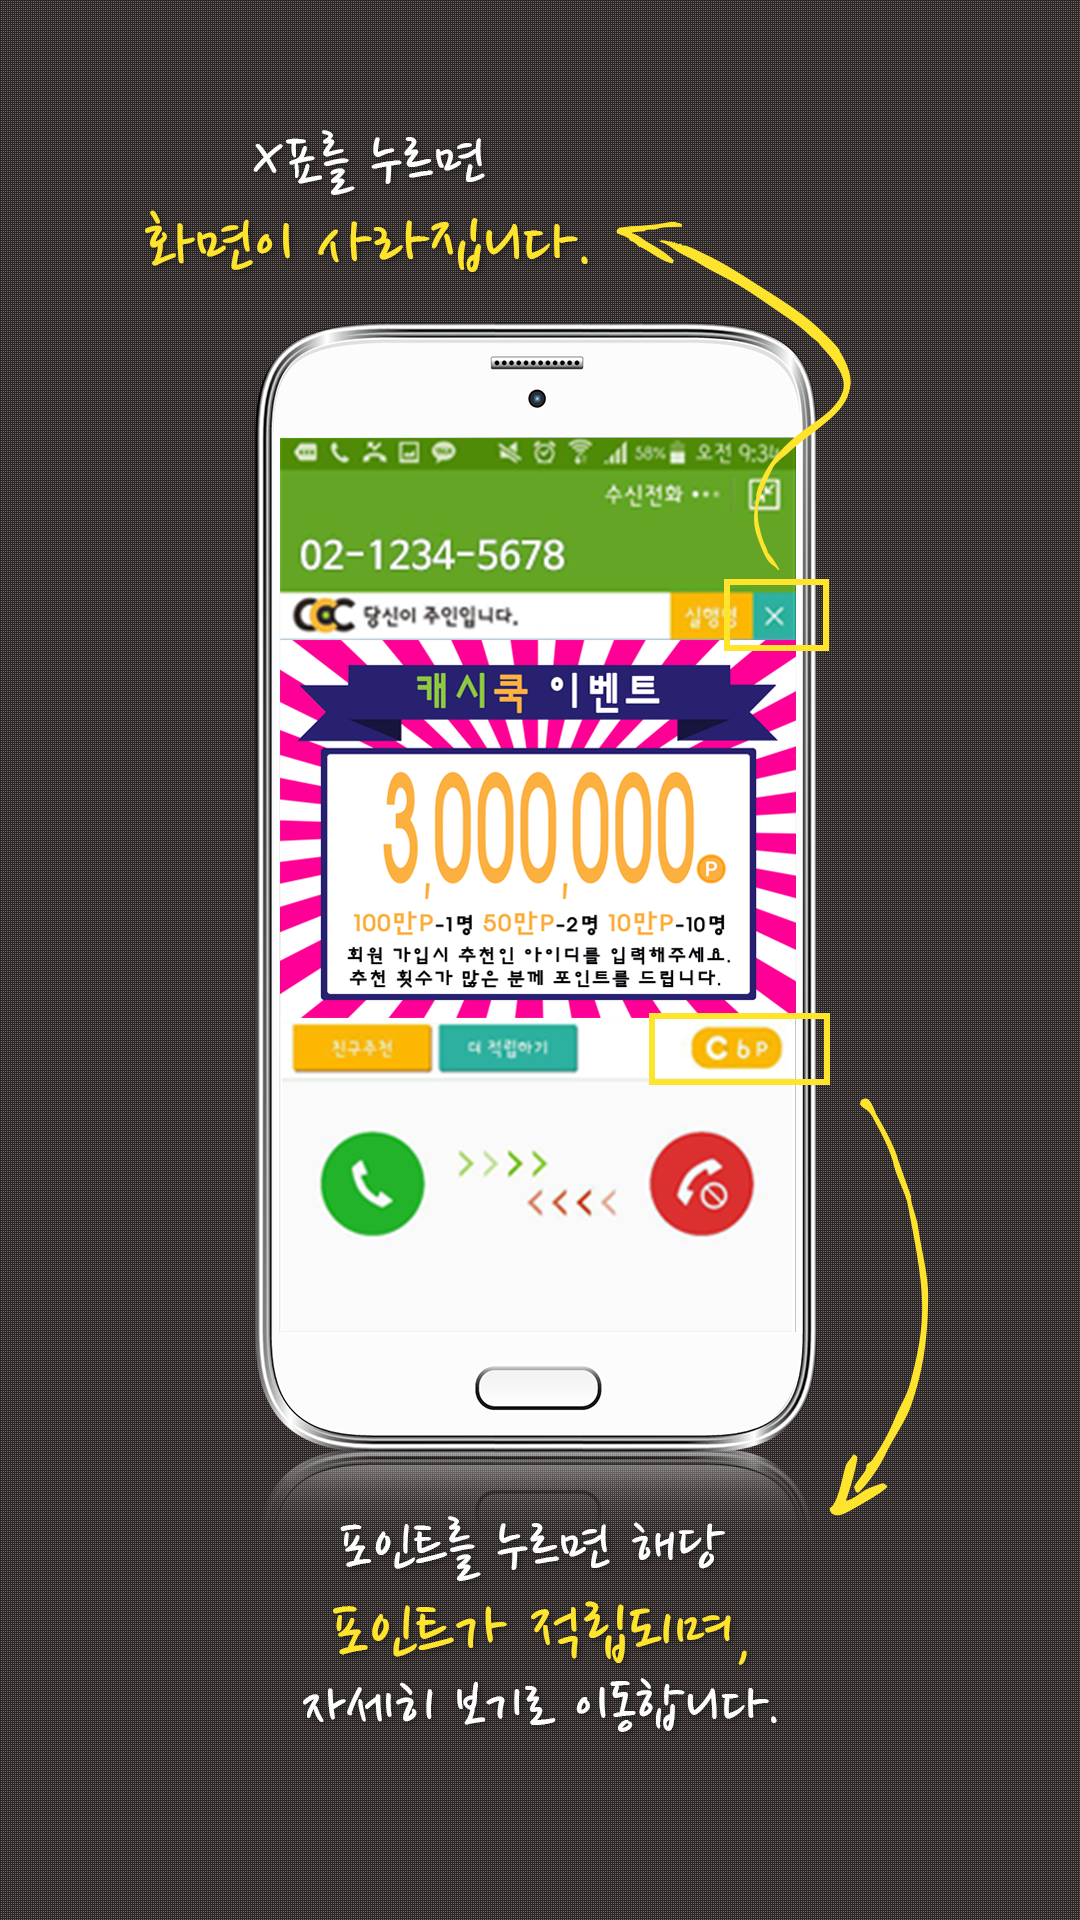 X표를 누르면
화면이 사라집니다.
58% 오전 9:34
수신전화
02-1234-5678
COC 당신이 주인입니다.
실행명 X
캐시쿡 이벤트
3,000,000 P
100만P-1명 50만P-2명 10만P-10명
회원 가입시 추천인 아이디를 입력해주세요.
추천 횟수가 많은 분께 포인트를 드립니다.
친구추천 더 적립하기 C 6 P
포인트를 누르면 해당
포인트가 적립되며,
자세히 보기로 이동합니다.